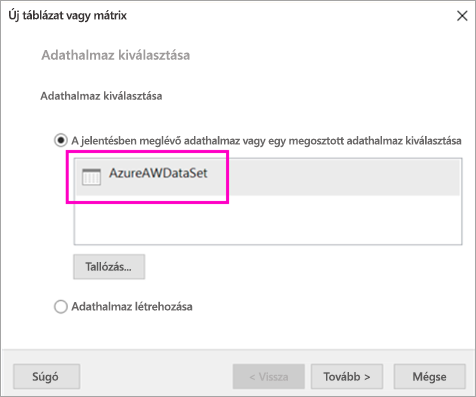 Új táblázat vagy mátrix
Adathalmaz kiválasztása
Adathalmaz kiválasztása
A jelentésben meglévő adathalmaz vagy egy megosztott adathalmaz kiválasztása
AzureAWDataSet
Tallózás...
Adathalmaz létrehozása
Súgó
< Vissza
Tovább >
Mégse